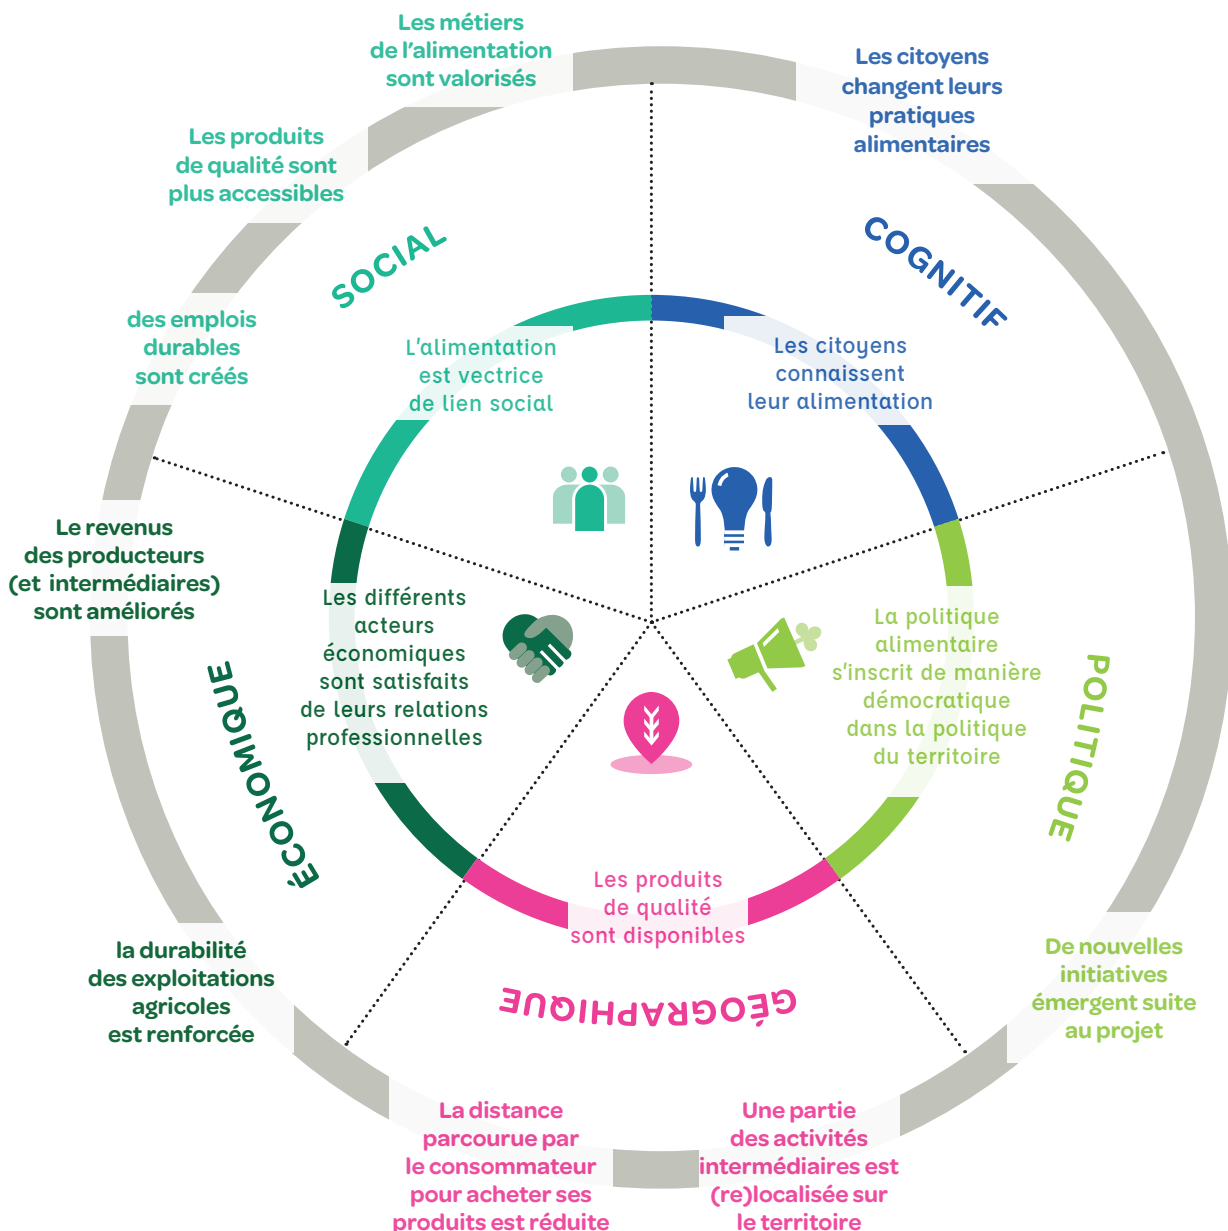 Les métiers
de l'alimentation
sont valorisés
Les citoyens
changent leurs
pratiques
alimentaires
Les produits
de qualité sont
plus accessibles
SOCIAL
COGNITIF
des emplois
durables
sont créés
L'alimentation
est vectrice
de lien social
Les citoyens
connaissent
leur alimentation
Le revenus
des producteurs
(et intermédiaires)
sont améliorés
Les différents
acteurs
économiques
sont satisfaits
de leurs relations
professionnelles
La politique
alimentaire
s'inscrit de manière
démocratique
dans la politique
du territoire
ÉCONOMIQUE
POLITIQUE
Les produits
de qualité
sont disponibles
GÉOGRAPHIQUE
la durabilité
des exploitations
agricoles
est renforcée
De nouvelles
initiatives
émergent suite
au projet
La distance
parcourue par
le consommateur
pour acheter ses
produits est réduite
Une partie
des activités
intermédiaires est
(re)localisée sur
le territoire